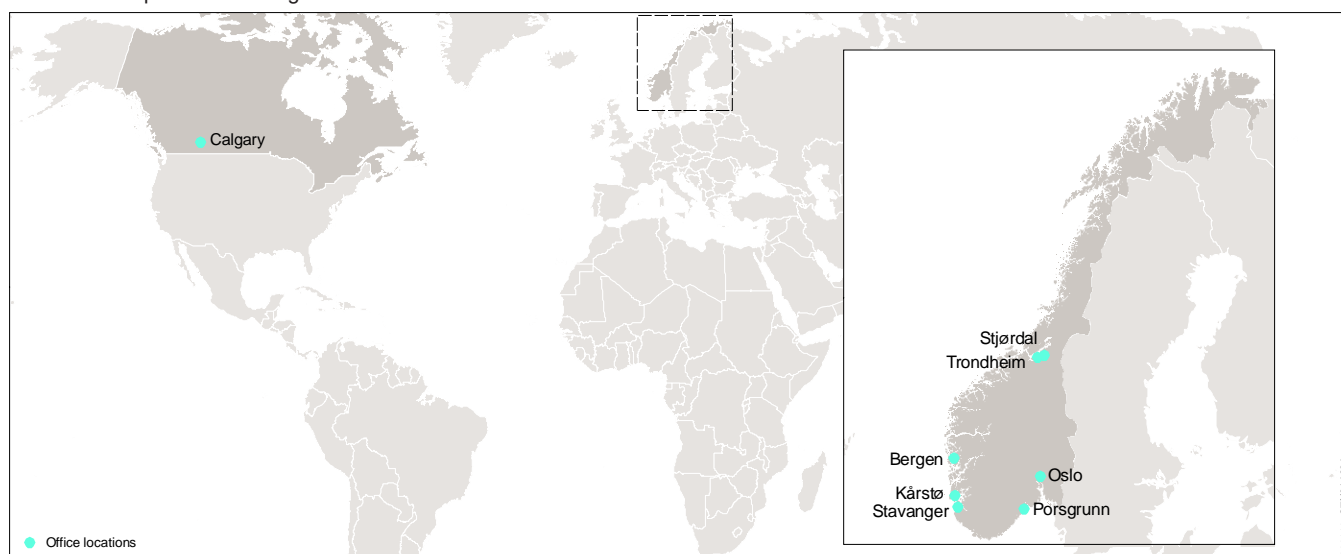 Calgary
Stjørdal
Trondheim
Bergen
Oslo
Kårstø
Stavanger
Porsgrunn
Office locations